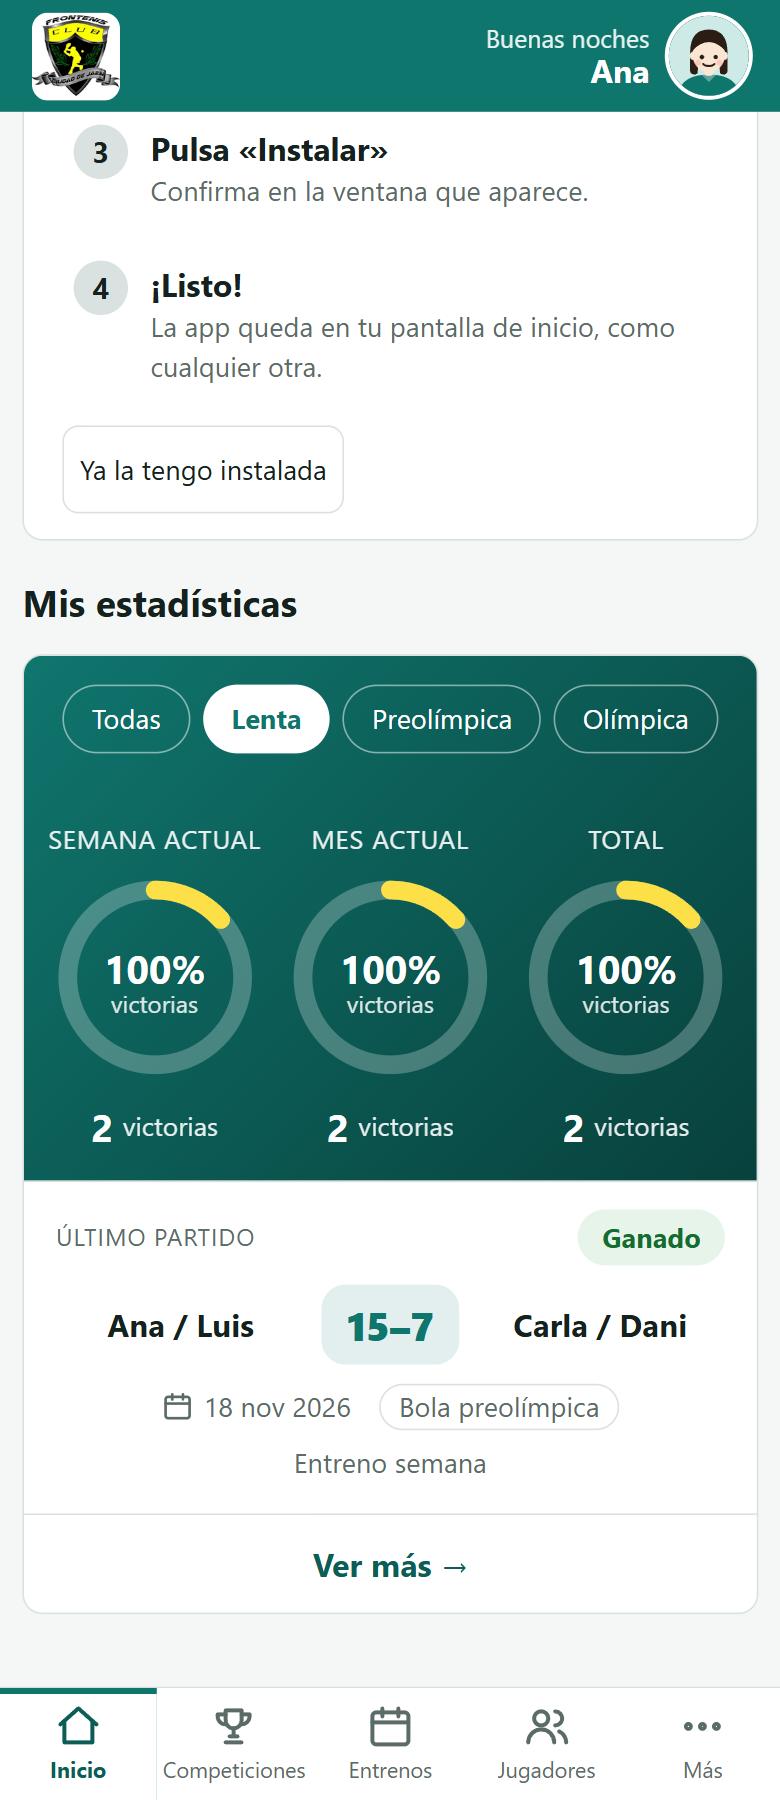 FRONTENIS
CLUB
CIUDAD DE JAEN
Buenas noches
Ana
3
Pulsa «Instalar»
Confirma en la ventana que aparece.
4
¡Listo!
La app queda en tu pantalla de inicio, como
cualquier otra.
Ya la tengo instalada
Mis estadísticas
Todas Lenta Preolímpica Olímpica
SEMANA ACTUAL MES ACTUAL TOTAL
100% 100% 100%
victorias victorias victorias
2 victorias 2 victorias 2 victorias
ÚLTIMO PARTIDO Ganado
Ana / Luis 15–7 Carla / Dani
18 nov 2026 Bola preolímpica
Entreno semana
Ver más →
Inicio Competiciones Entrenos Jugadores Más